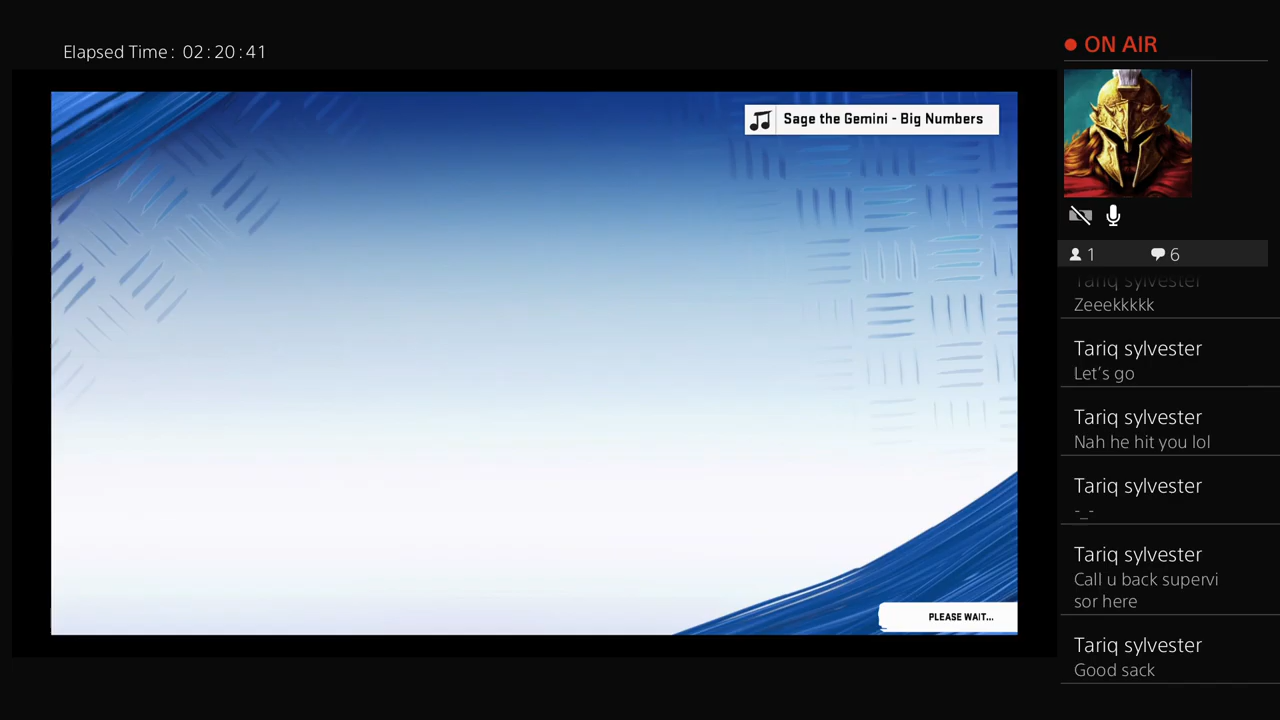 Elapsed Time: 02:20:41
ON AIR
Sage the Gemini - Big Numbers
1 6
Tariq sylvester
Zeeekkkkk
Tariq sylvester
Let's go
Tariq sylvester
Nah he hit you lol
Tariq sylvester
-_-
Tariq sylvester
Call u back supervi
sor here
Tariq sylvester
Good sack
PLEASE WAIT...